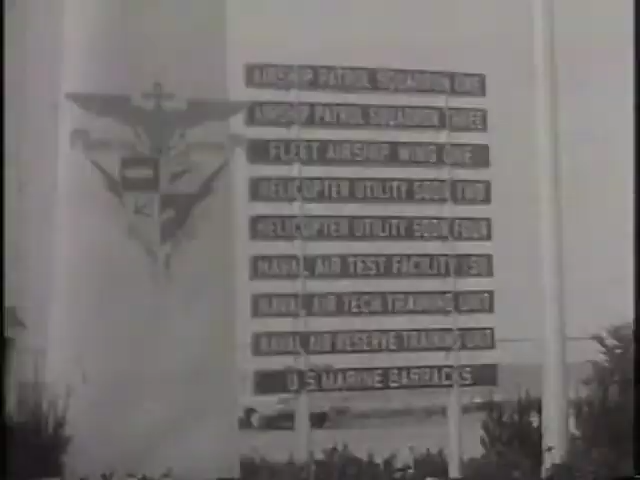 AIRSHIP PATROL SQUADRON ONE
AIRSHIP PATROL SQUADRON THREE
FLEET AIRSHIP WING ONE
HELICOPTER UTILITY SQDN TWO
HELICOPTER UTILITY SQDN FOUR
NAVAL AIR TEST FACILITY (SI)
NAVAL AIR TECH TRAINING UNIT
NAVAL AIR RESERVE TRAINING UNIT
U S MARINE BARRACKS